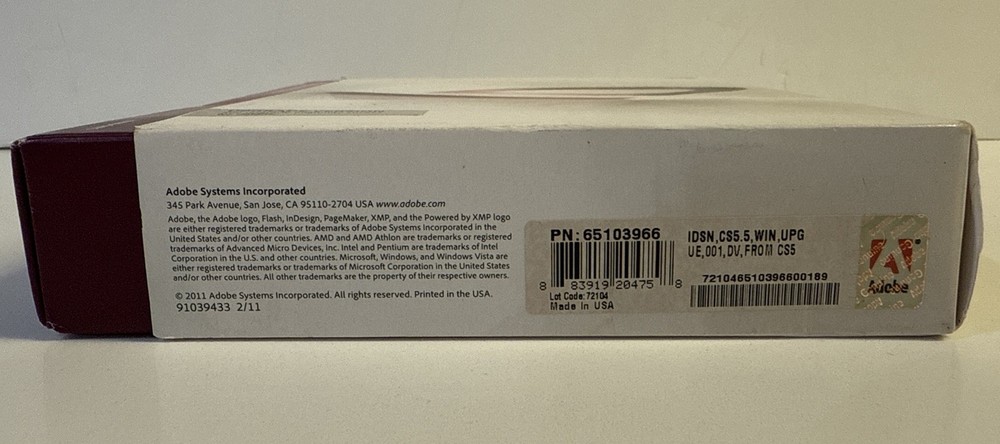 Adobe Systems Incorporated
345 Park Avenue, San Jose, CA 95110-2704 USA www.adobe.com
Adobe, the Adobe logo, Flash, InDesign, PageMaker, XMP, and the Powered by XMP logo
are either registered trademarks or trademarks of Adobe Systems Incorporated in the
United States and/or other countries. AMD and AMD Athlon are trademarks or registered
trademarks of Advanced Micro Devices, Inc. Intel and Pentium are trademarks of Intel
Corporation in the U.S. and other countries. Microsoft, Windows, and Windows Vista are
either registered trademarks or trademarks of Microsoft Corporation in the United States
and/or other countries. All other trademarks are the property of their respective owners.
© 2011 Adobe Systems Incorporated. All rights reserved. Printed in the USA.
91039433 2/11
PN: 65103966
8 83919 20475 8
Lot Code: 72104
Made in USA
IDSN,CS5.5,WIN,UPG
UE,001,DV,FROM CS5
721046510396600189
Adobe